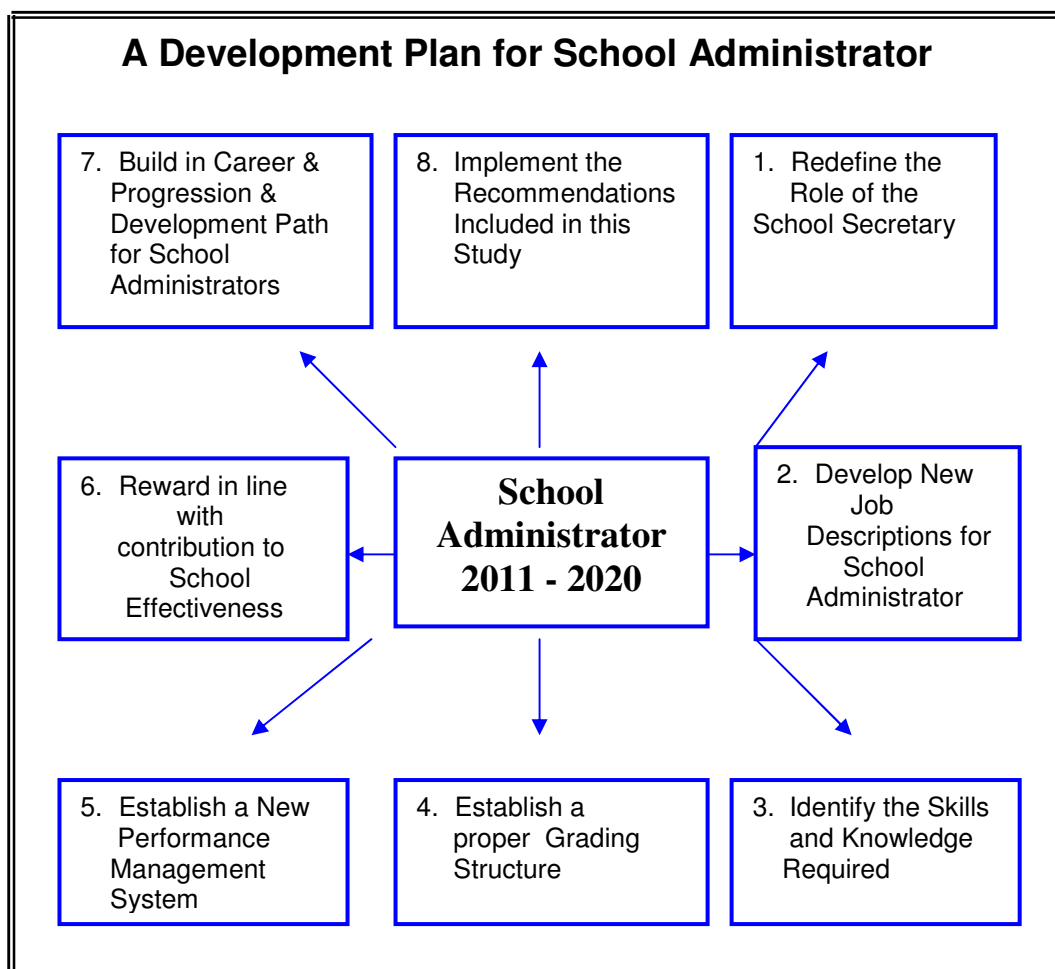 A Development Plan for School Administrator
7. Build in Career &
Progression &
Development Path
for School
Administrators
8. Implement the
Recommendations
Included in this
Study
1. Redefine the
Role of the
School Secretary
6. Reward in line
with
contribution to
School
Effectiveness
School
Administrator
2011 - 2020
2. Develop New
Job
Descriptions for
School
Administrator
5. Establish a New
Performance
Management
System
4. Establish a
proper Grading
Structure
3. Identify the Skills
and Knowledge
Required